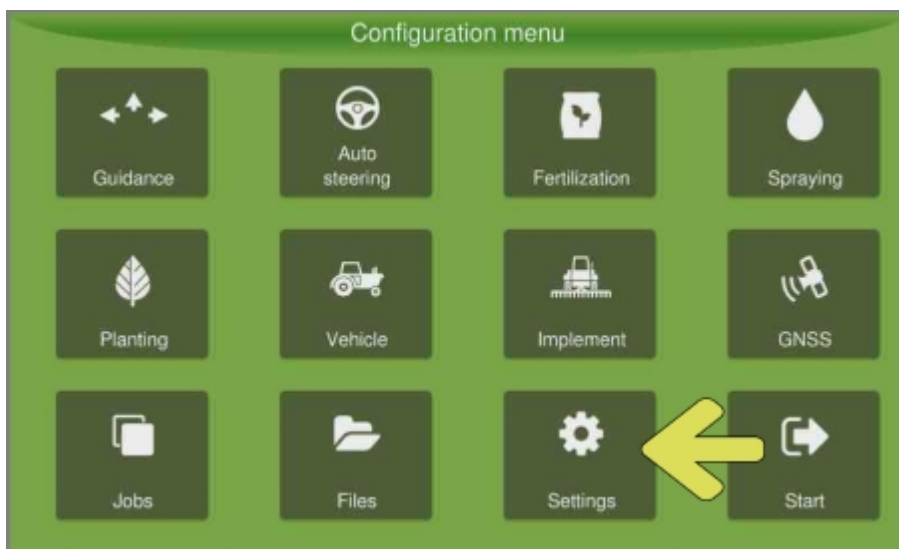 Configuration menu
Guidance
Auto
steering
Fertilization
Spraying
Planting
Vehicle
Implement
GNSS
Jobs
Files
Settings
Start